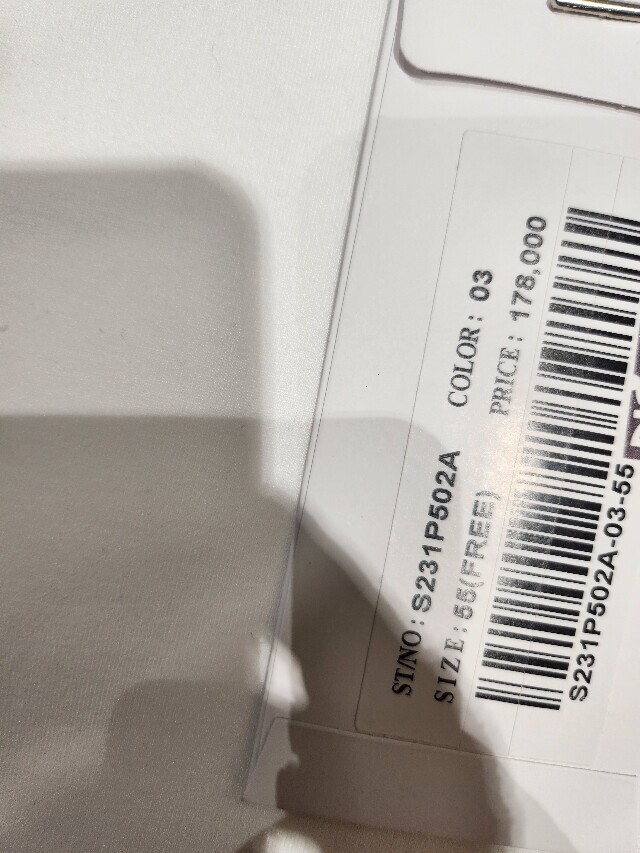 ST/NO : S231P502A COLOR : 03
SIZE : 55(FREE) PRICE : 178,000
S231P502A-03-55